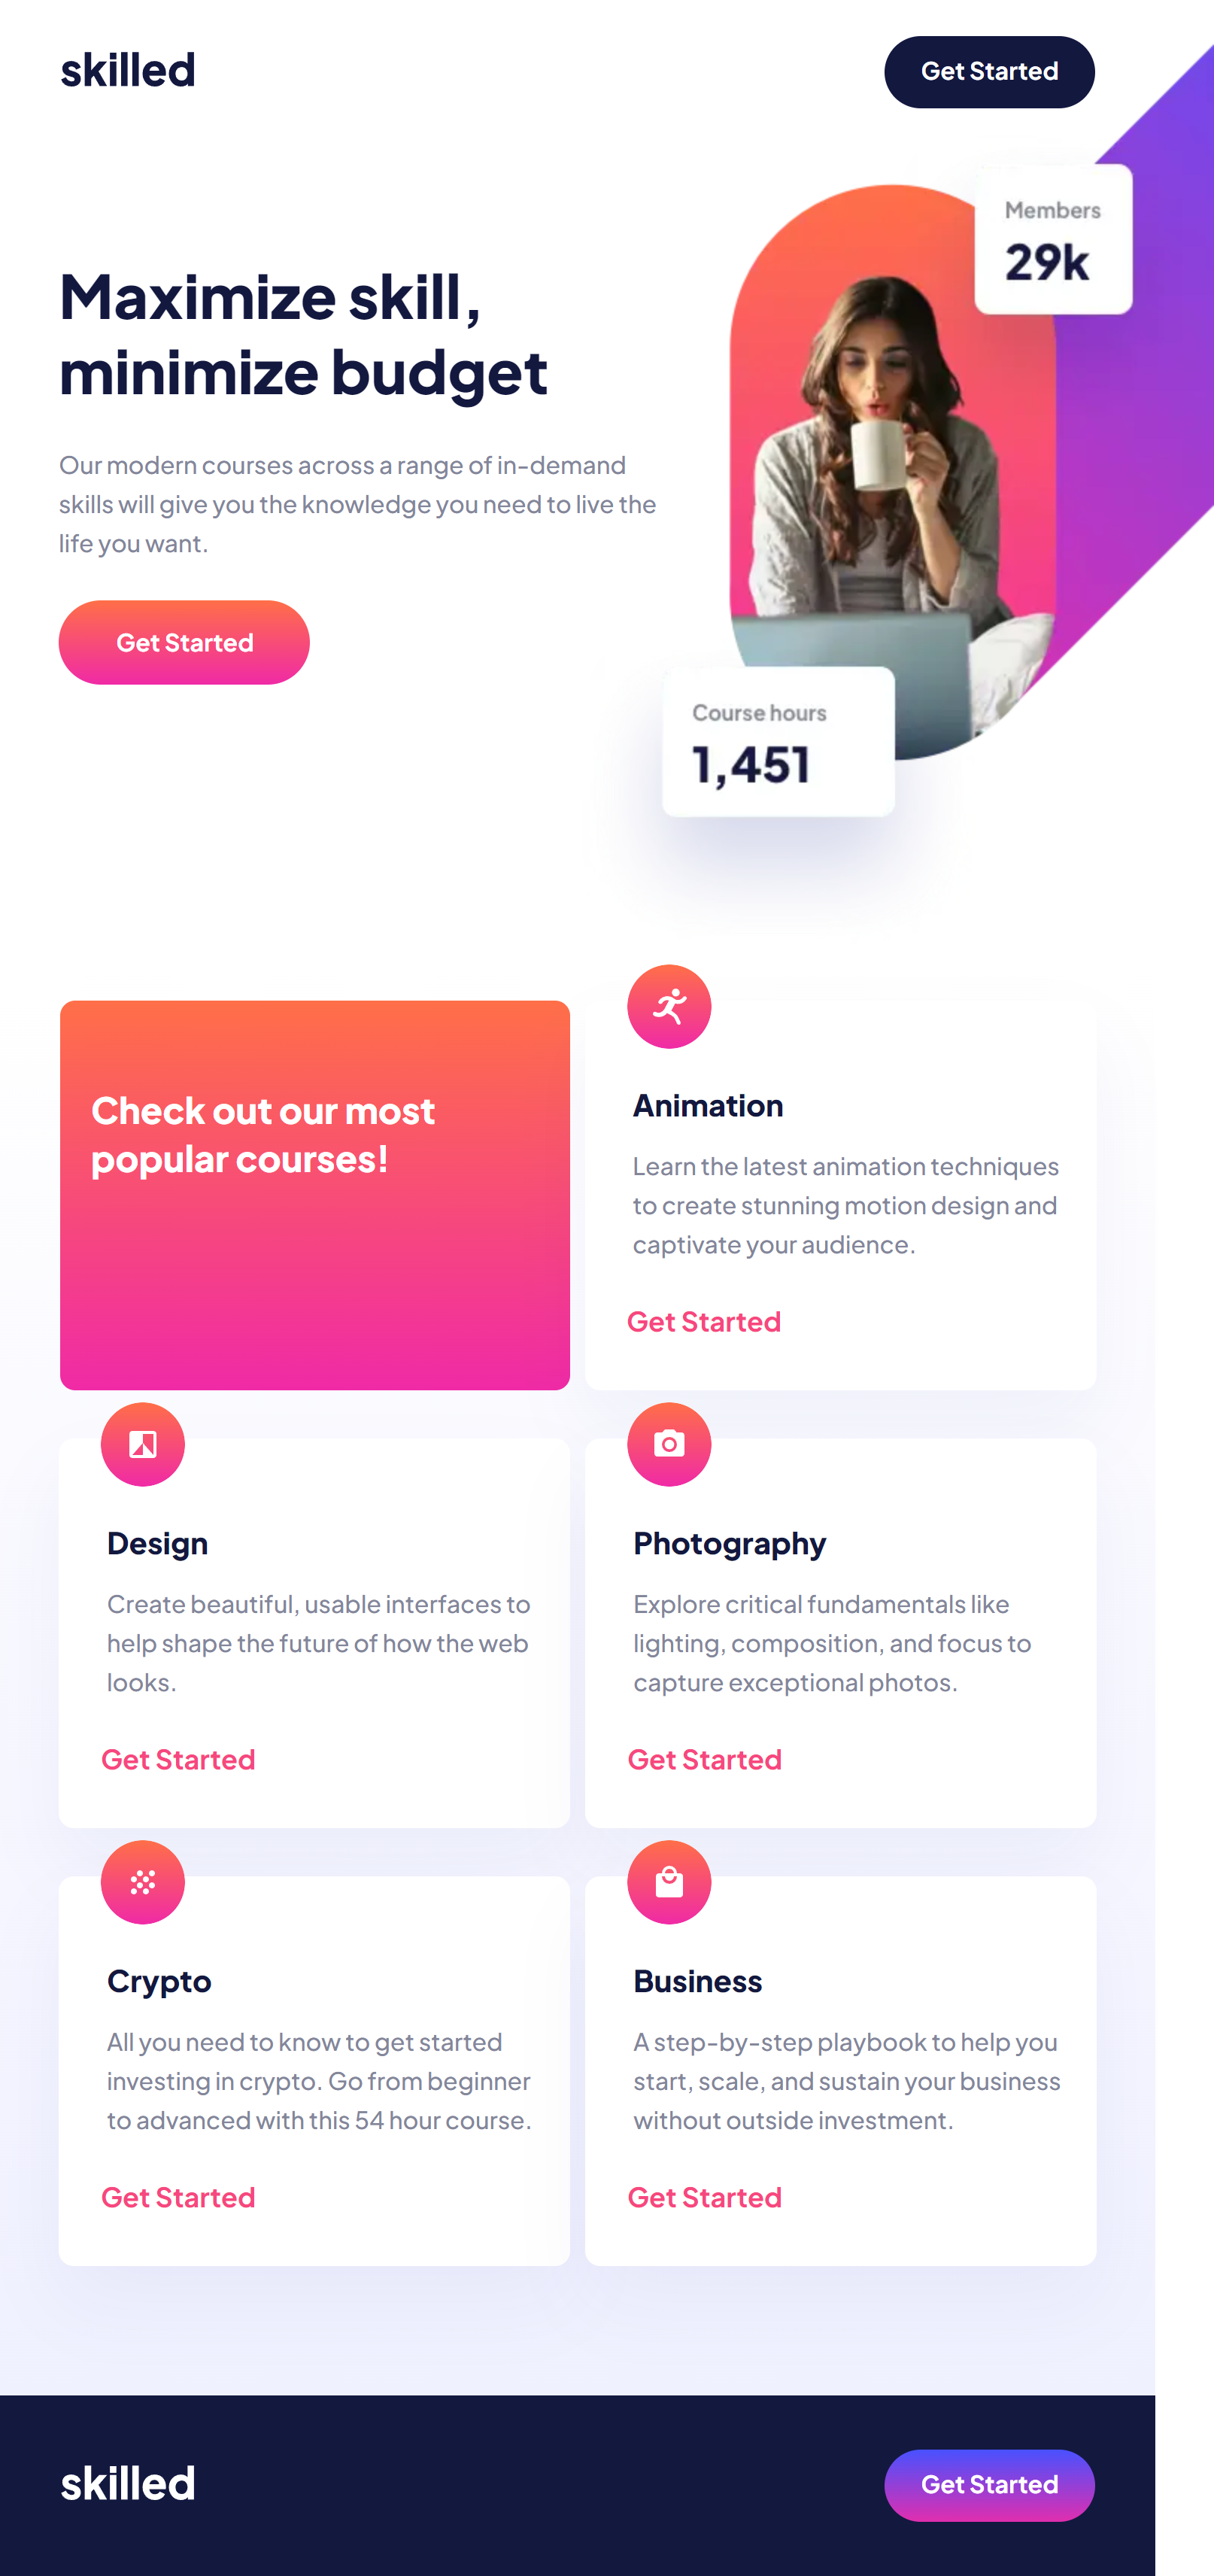 skilled
Get Started
Members
29k
Maximize skill,
minimize budget
Our modern courses across a range of in-demand
skills will give you the knowledge you need to live the
life you want.
Get Started
Course hours
1,451
Check out our most
popular courses!
Animation
Learn the latest animation techniques
to create stunning motion design and
captivate your audience.
Get Started
Design
Create beautiful, usable interfaces to
help shape the future of how the web
looks.
Get Started
Photography
Explore critical fundamentals like
lighting, composition, and focus to
capture exceptional photos.
Get Started
Crypto
All you need to know to get started
investing in crypto. Go from beginner
to advanced with this 54 hour course.
Get Started
Business
A step-by-step playbook to help you
start, scale, and sustain your business
without outside investment.
Get Started
skilled
Get Started